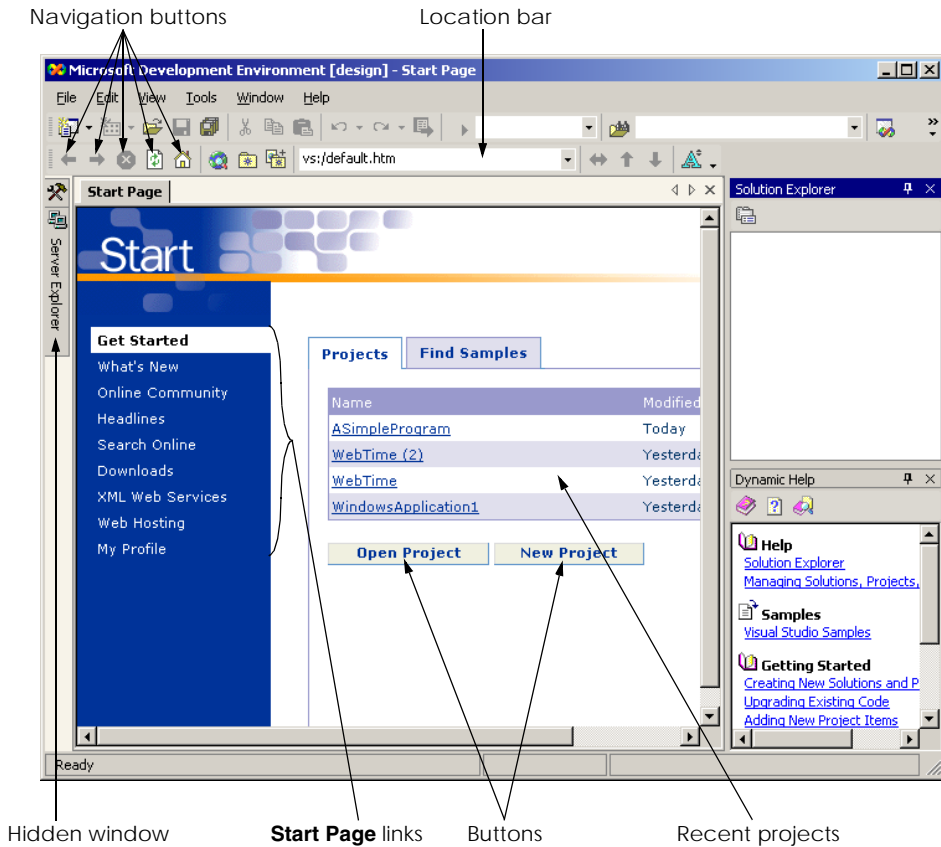 Navigation buttons
Location bar
Microsoft Development Environment [design] - Start Page
File Edit View Tools Window Help
vs:/default.htm
Start Page
Solution Explorer
Server Explorer
Start
Get Started
What's New
Online Community
Headlines
Search Online
Downloads
XML Web Services
Web Hosting
My Profile
Projects Find Samples
Name Modified
ASimpleProgram Today
WebTime (2) Yesterda
WebTime Yesterda
WindowsApplication1 Yesterda
Open Project New Project
Dynamic Help
Help
Solution Explorer
Managing Solutions, Projects,
Samples
Visual Studio Samples
Getting Started
Creating New Solutions and P
Upgrading Existing Code
Adding New Project Items
Ready
Hidden window
Start Page links
Buttons
Recent projects